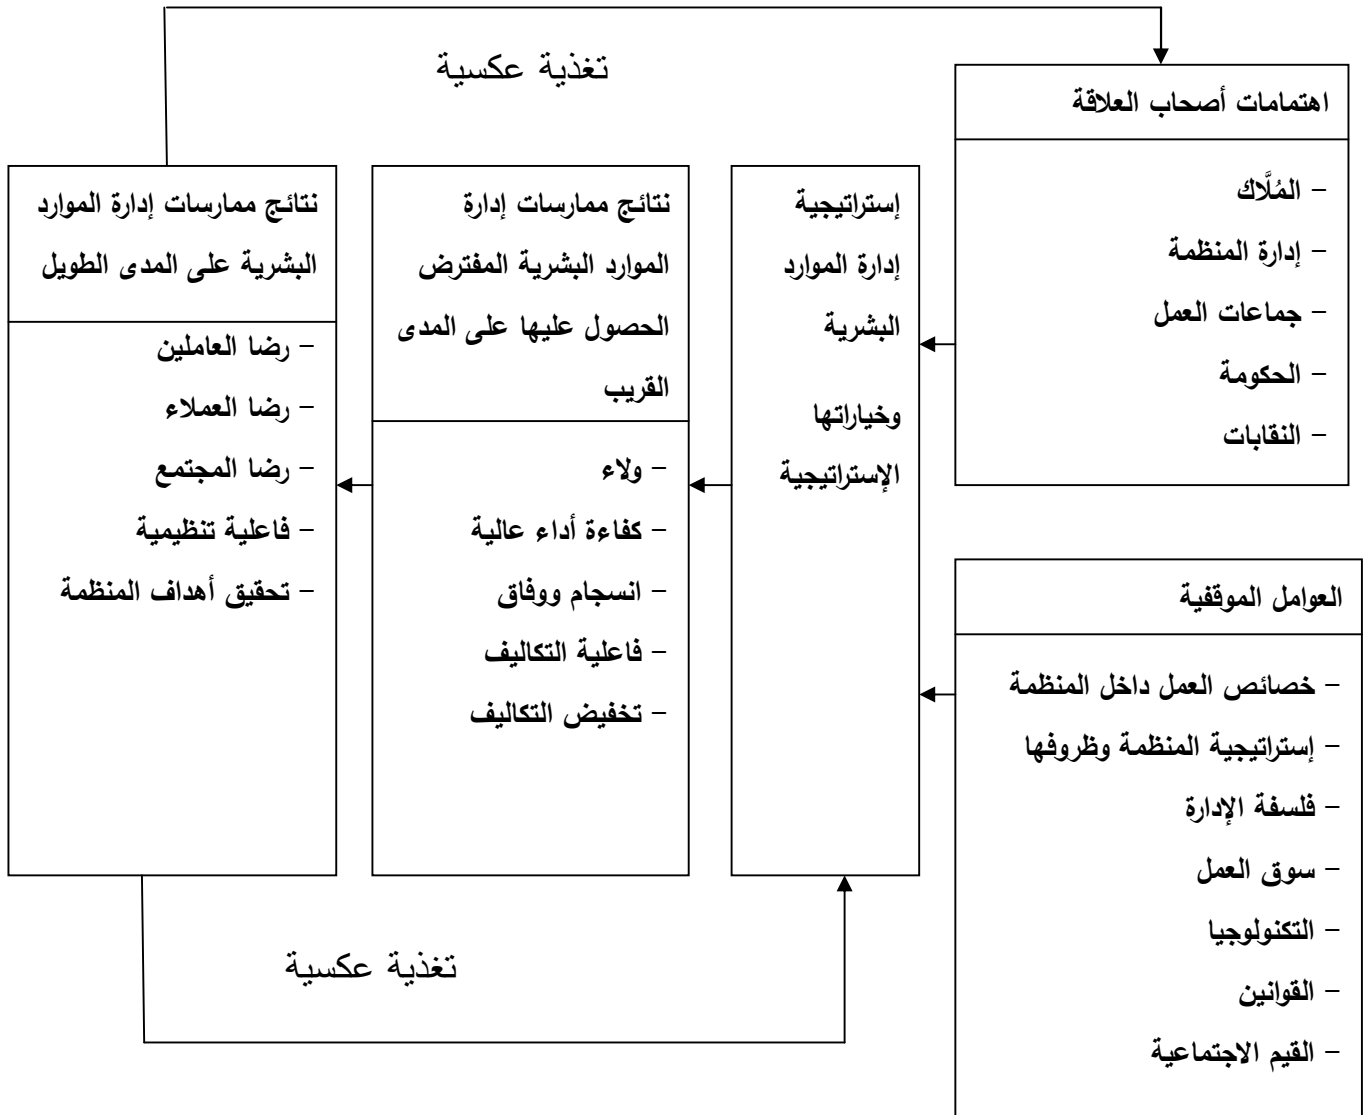 تغذية عكسية
اهتمامات أصحاب العلاقة
- المُلَّاك
- إدارة المنظمة
- جماعات العمل
- الحكومة
- النقابات
العوامل الموقفية
- خصائص العمل داخل المنظمة
- إستراتيجية المنظمة وظروفها
- فلسفة الإدارة
- سوق العمل
- التكنولوجيا
- القوانين
- القيم الاجتماعية
إستراتيجية
إدارة الموارد
البشرية
وخياراتها
الإستراتيجية
نتائج ممارسات إدارة
الموارد البشرية المفترض
الحصول عليها على المدى
القريب
- ولاء
- كفاءة أداء عالية
- انسجام ووفاق
- فاعلية التكاليف
- تخفيض التكاليف
نتائج ممارسات إدارة الموارد
البشرية على المدى الطويل
- رضا العاملين
- رضا العملاء
- رضا المجتمع
- فاعلية تنظيمية
- تحقيق أهداف المنظمة
تغذية عكسية